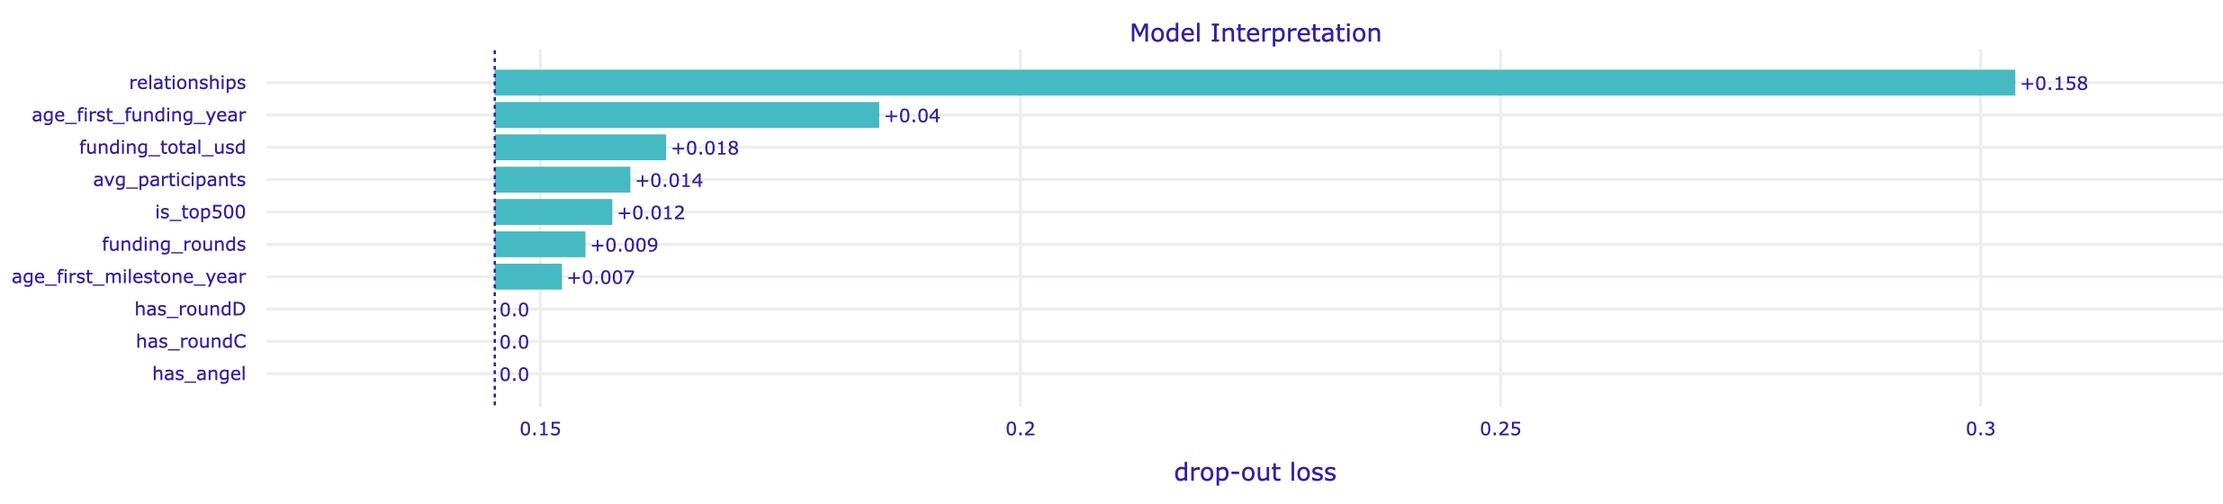 Model Interpretation
relationships +0.158
age_first_funding_year +0.04
funding_total_usd +0.018
avg_participants +0.014
is_top500 +0.012
funding_rounds +0.009
age_first_milestone_year +0.007
has_roundD 0.0
has_roundC 0.0
has_angel 0.0
0.15 0.2 0.25 0.3
drop-out loss